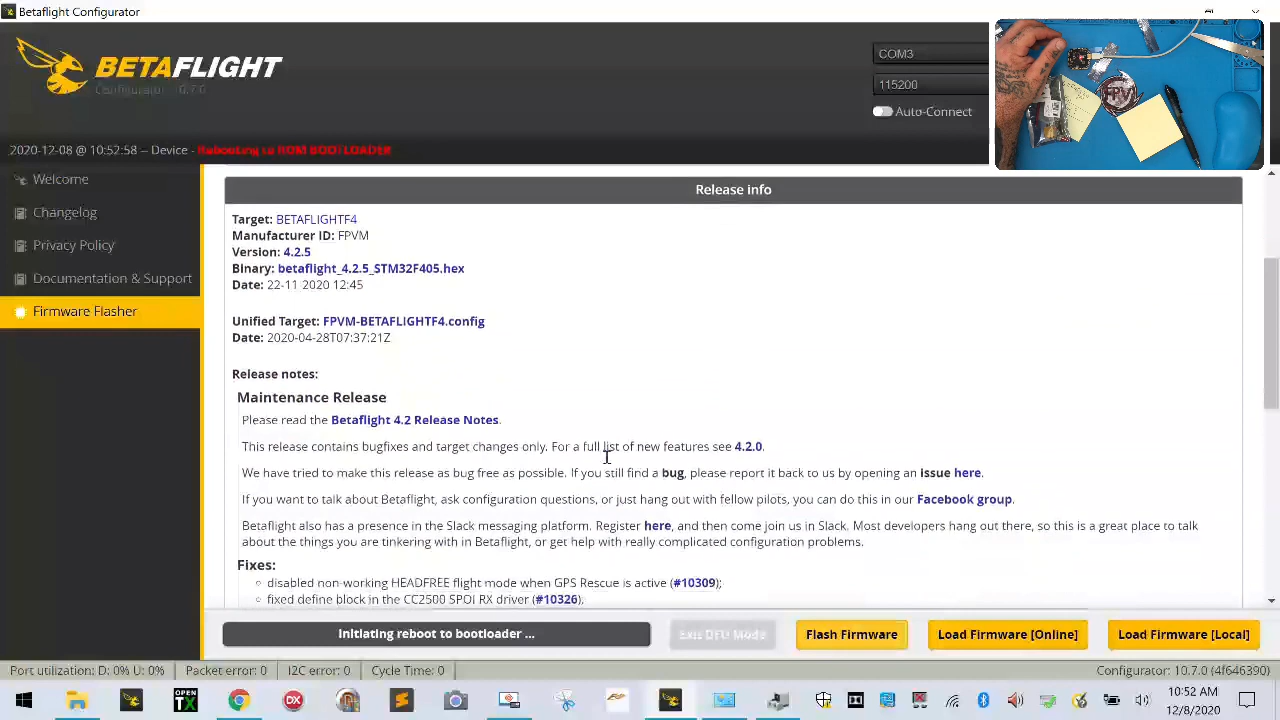 Betaflight Configurator
BETAFLIGHT
Configurator 10.7.0
COM3
115200
Auto-Connect
FPV
2020-12-08 @ 10:52:58 -- Device - Rebooting to ROM BOOTLOADER
Welcome
Changelog
Privacy Policy
Documentation & Support
Firmware Flasher
Release info
Target: BETAFLIGHTF4
Manufacturer ID: FPVM
Version: 4.2.5
Binary: betaflight_4.2.5_STM32F405.hex
Date: 22-11 2020 12:45
Unified Target: FPVM-BETAFLIGHTF4.config
Date: 2020-04-28T07:37:21Z
Release notes:
Maintenance Release
Please read the Betaflight 4.2 Release Notes.
This release contains bugfixes and target changes only. For a full list of new features see 4.2.0.
We have tried to make this release as bug free as possible. If you still find a bug, please report it back to us by opening an issue here.
If you want to talk about Betaflight, ask configuration questions, or just hang out with fellow pilots, you can do this in our Facebook group.
Betaflight also has a presence in the Slack messaging platform. Register here, and then come join us in Slack. Most developers hang out there, so this is a great place to talk
about the things you are tinkering with in Betaflight, or get help with really complicated configuration problems.
Fixes:
disabled non-working HEADFREE flight mode when GPS Rescue is active (#10309);
fixed define block in the CC2500 SPOI RX driver (#10326);
Initiating reboot to bootloader ...
Exit DFU Mode
Flash Firmware
Load Firmware [Online]
Load Firmware [Local]
Port utilization: D: 0% U: 0%
Packet error: 0
I2C error: 0
Cycle Time: 0
Configurator: 10.7.0 (4f646390)
OPEN
TX
DX
10:52 AM
12/8/2020